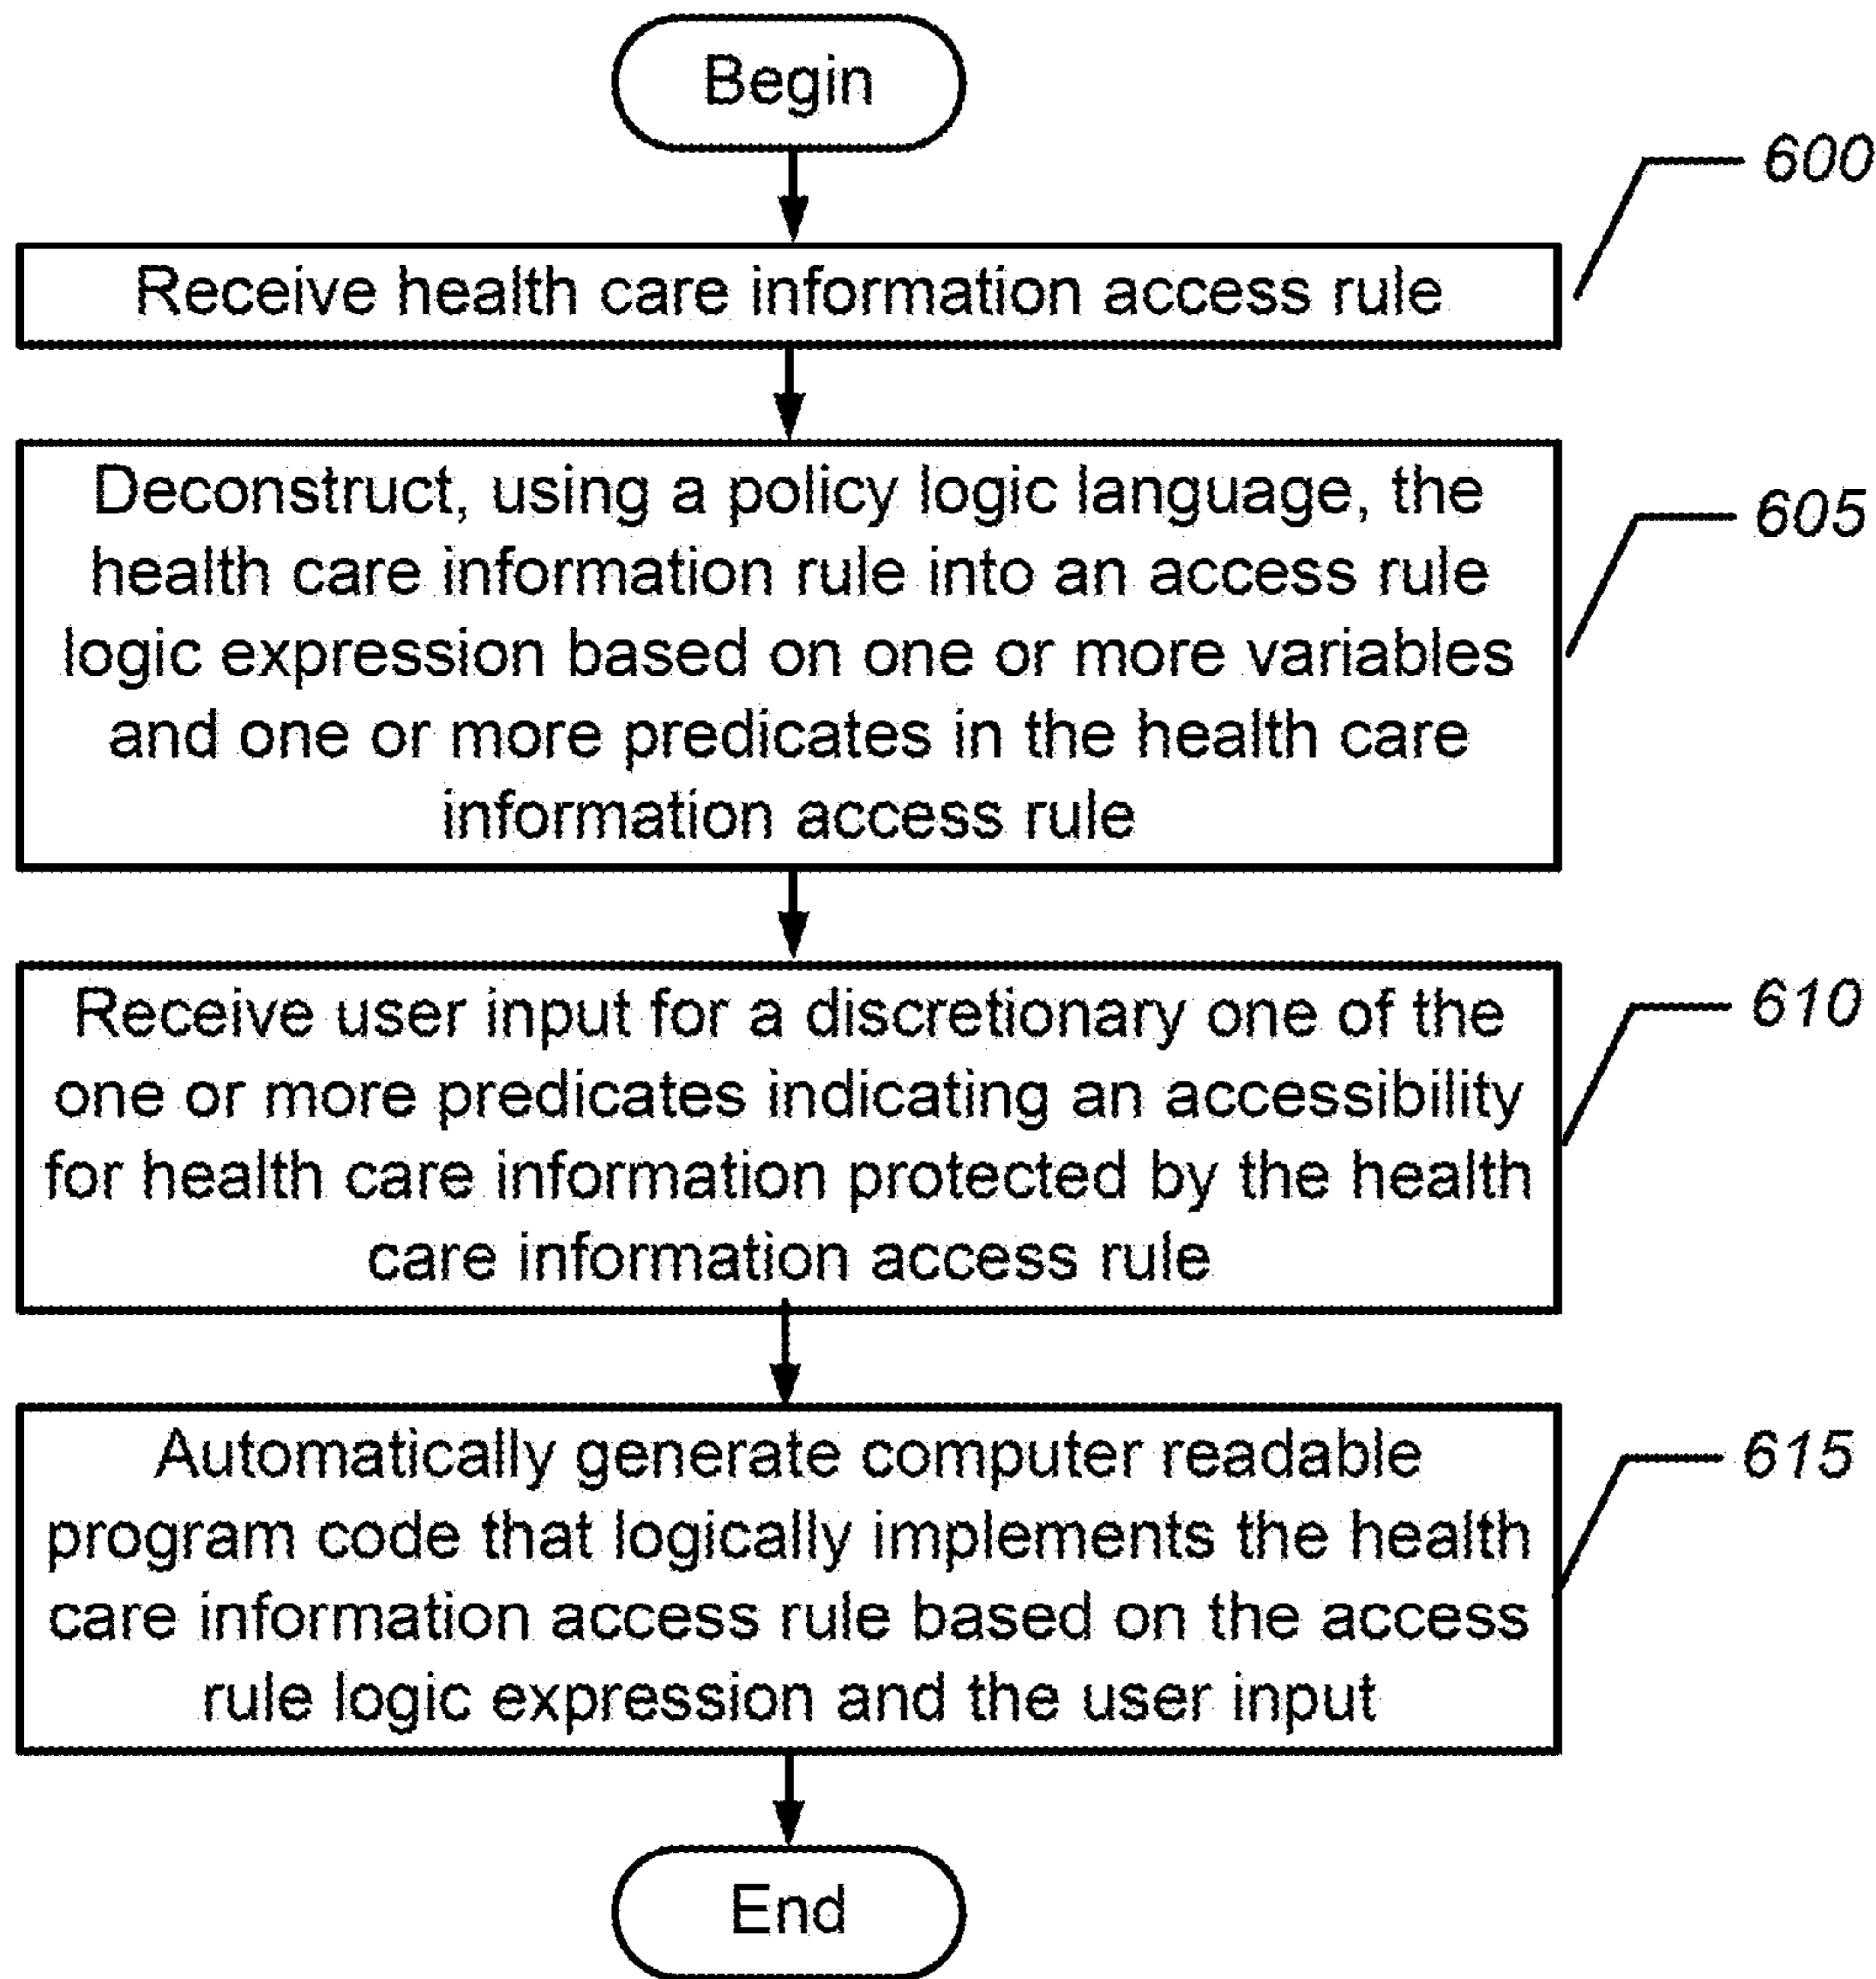 Begin
600
Receive health care information access rule
Deconstruct, using a policy logic language, the
health care information rule into an access rule
logic expression based on one or more variables
and one or more predicates in the health care
information access rule
605
Receive user input for a discretionary one of the
one or more predicates indicating an accessibility
for health care information protected by the health
care information access rule
610
Automatically generate computer readable
program code that logically implements the health
care information access rule based on the access
rule logic expression and the user input
615
End